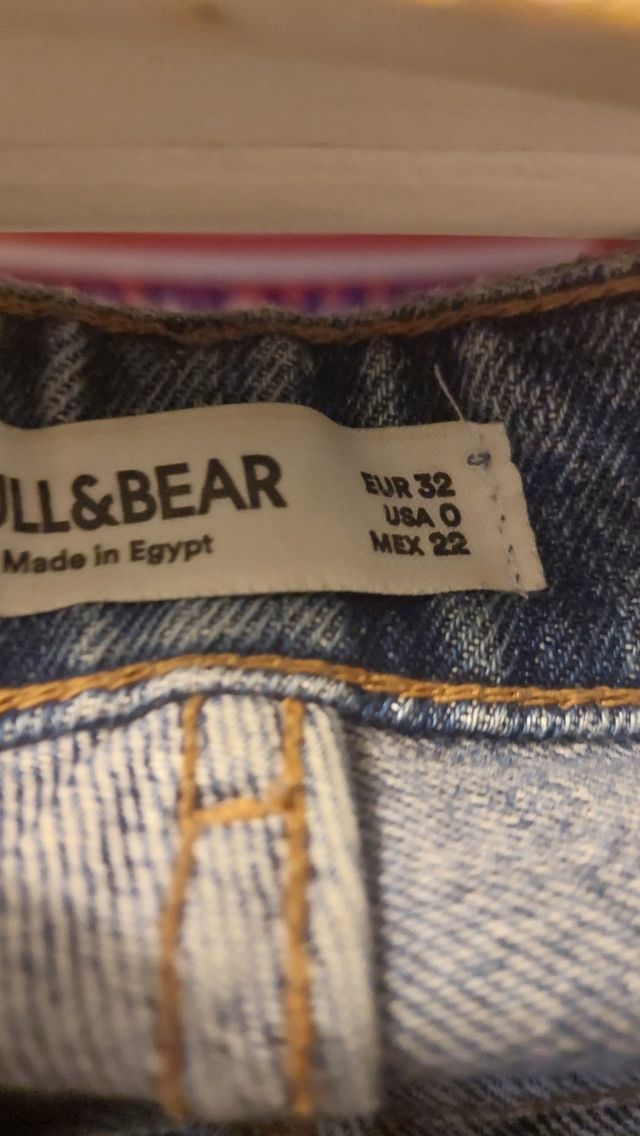 ULL&BEAR
Made in Egypt
EUR 32
USA 0
MEX 22